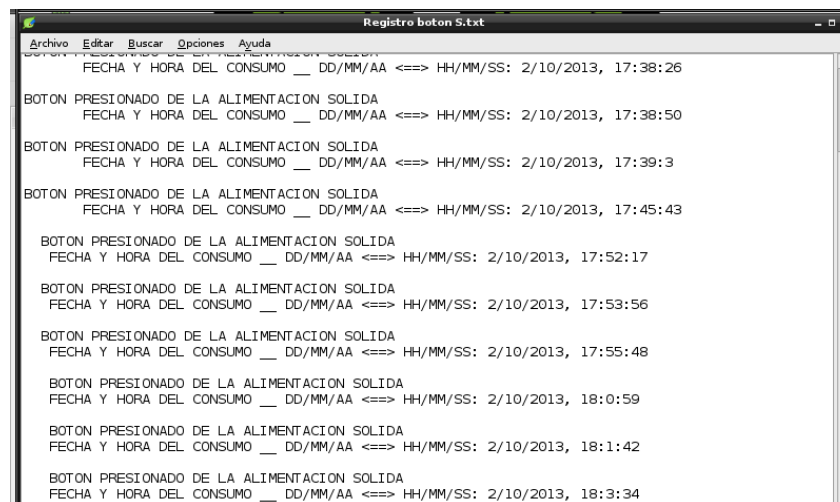 Registro boton S.txt
Archivo Editar Buscar Opciones Ayuda
BOTON PRESIONADO DE LA ALIMENTACION SOLIDA
FECHA Y HORA DEL CONSUMO __ DD/MM/AA <==> HH/MM/SS: 2/10/2013, 17:38:26
BOTON PRESIONADO DE LA ALIMENTACION SOLIDA
FECHA Y HORA DEL CONSUMO __ DD/MM/AA <==> HH/MM/SS: 2/10/2013, 17:38:50
BOTON PRESIONADO DE LA ALIMENTACION SOLIDA
FECHA Y HORA DEL CONSUMO __ DD/MM/AA <==> HH/MM/SS: 2/10/2013, 17:39:3
BOTON PRESIONADO DE LA ALIMENTACION SOLIDA
FECHA Y HORA DEL CONSUMO __ DD/MM/AA <==> HH/MM/SS: 2/10/2013, 17:45:43
BOTON PRESIONADO DE LA ALIMENTACION SOLIDA
FECHA Y HORA DEL CONSUMO __ DD/MM/AA <==> HH/MM/SS: 2/10/2013, 17:52:17
BOTON PRESIONADO DE LA ALIMENTACION SOLIDA
FECHA Y HORA DEL CONSUMO __ DD/MM/AA <==> HH/MM/SS: 2/10/2013, 17:53:56
BOTON PRESIONADO DE LA ALIMENTACION SOLIDA
FECHA Y HORA DEL CONSUMO __ DD/MM/AA <==> HH/MM/SS: 2/10/2013, 17:55:48
BOTON PRESIONADO DE LA ALIMENTACION SOLIDA
FECHA Y HORA DEL CONSUMO __ DD/MM/AA <==> HH/MM/SS: 2/10/2013, 18:0:59
BOTON PRESIONADO DE LA ALIMENTACION SOLIDA
FECHA Y HORA DEL CONSUMO __ DD/MM/AA <==> HH/MM/SS: 2/10/2013, 18:1:42
BOTON PRESIONADO DE LA ALIMENTACION SOLIDA
FECHA Y HORA DEL CONSUMO __ DD/MM/AA <==> HH/MM/SS: 2/10/2013, 18:3:34